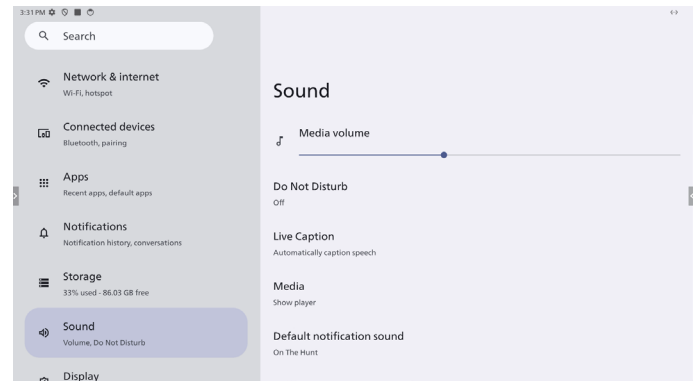 3:31 PM
Search
Network & internet
Wi-Fi, hotspot
Connected devices
Bluetooth, pairing
Apps
Recent apps, default apps
Notifications
Notification history, conversations
Storage
33% used - 86.03 GB free
Sound
Volume, Do Not Disturb
Display
Sound
Media volume
Do Not Disturb
Off
Live Caption
Automatically caption speech
Media
Show player
Default notification sound
On The Hunt